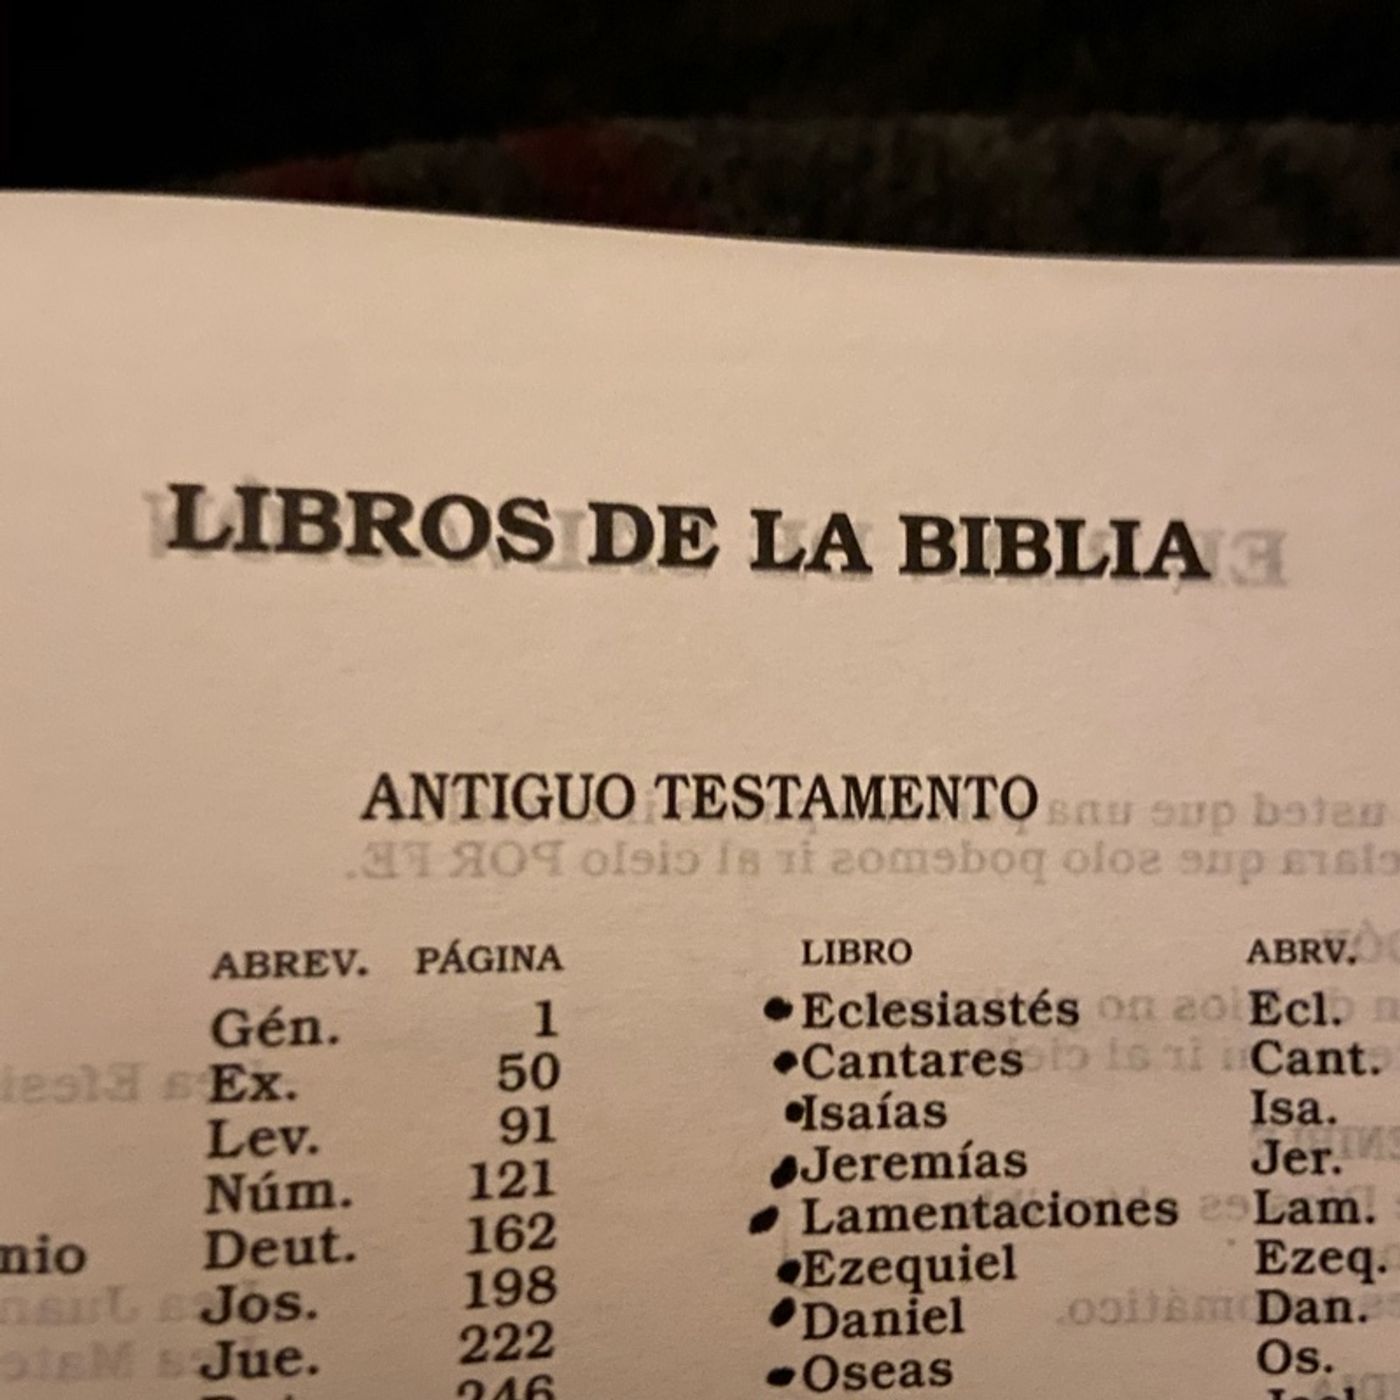 LIBROS DE LA BIBLIA
ANTIGUO TESTAMENTO
ABREV. PÁGINA LIBRO ABRV.
Gén. 1 Eclesiastés Ecl.
Ex. 50 Cantares Cant.
Lev. 91 Isaías Isa.
Núm. 121 Jeremías Jer.
Deut. 162 Lamentaciones Lam.
nio Jos. 198 Ezequiel Ezeq.
Jue. 222 Daniel Dan.
246 Oseas Os.